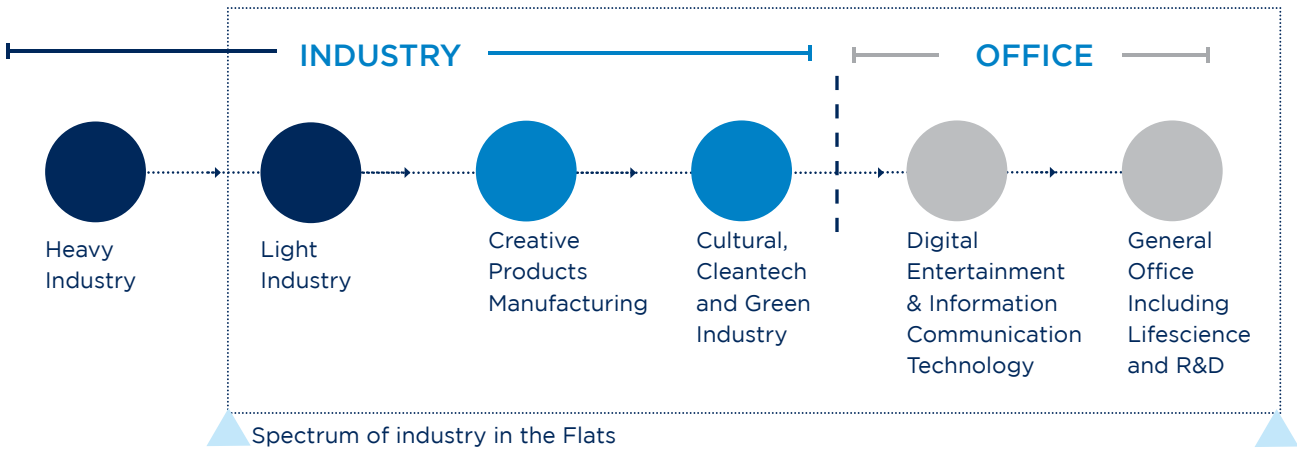 INDUSTRY
OFFICE
Heavy
Industry
Light
Industry
Creative
Products
Manufacturing
Cultural,
Cleantech
and Green
Industry
Digital
Entertainment
& Information
Communication
Technology
General
Office
Including
Lifescience
and R&D
Spectrum of industry in the Flats